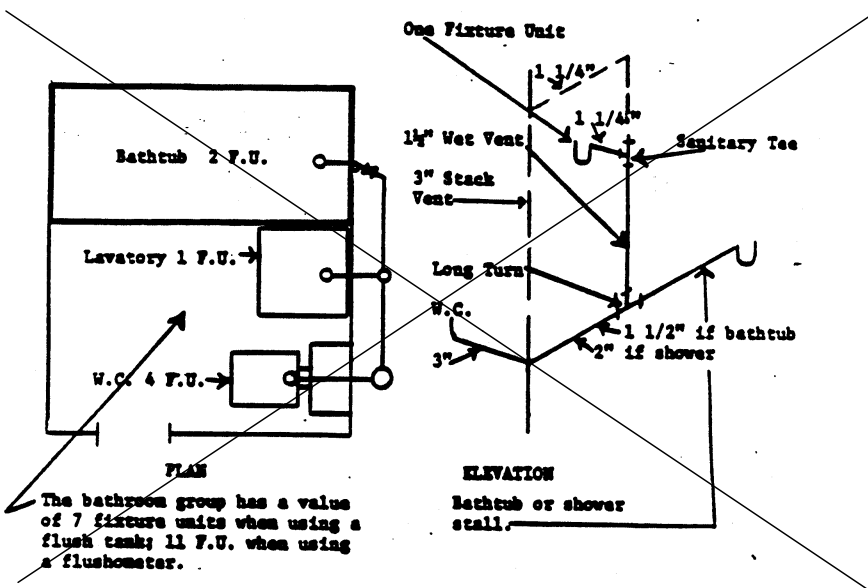 One Fixture Unit
1 1/4"
1 1/4"
1½" Wet Vent
Sanitary Tee
Bathtub 2 F.U.
3" Stack
Vent
Lavatory 1 F.U.
Long Turn
W.C.
1 1/2" if bathtub
2" if shower
3"
W.C. 4 F.U.
PLAN
ELEVATION
The bathroom group has a value
of 7 fixture units when using a
flush tank; 11 F.U. when using
a flushometer.
Bathtub or shower
stall.